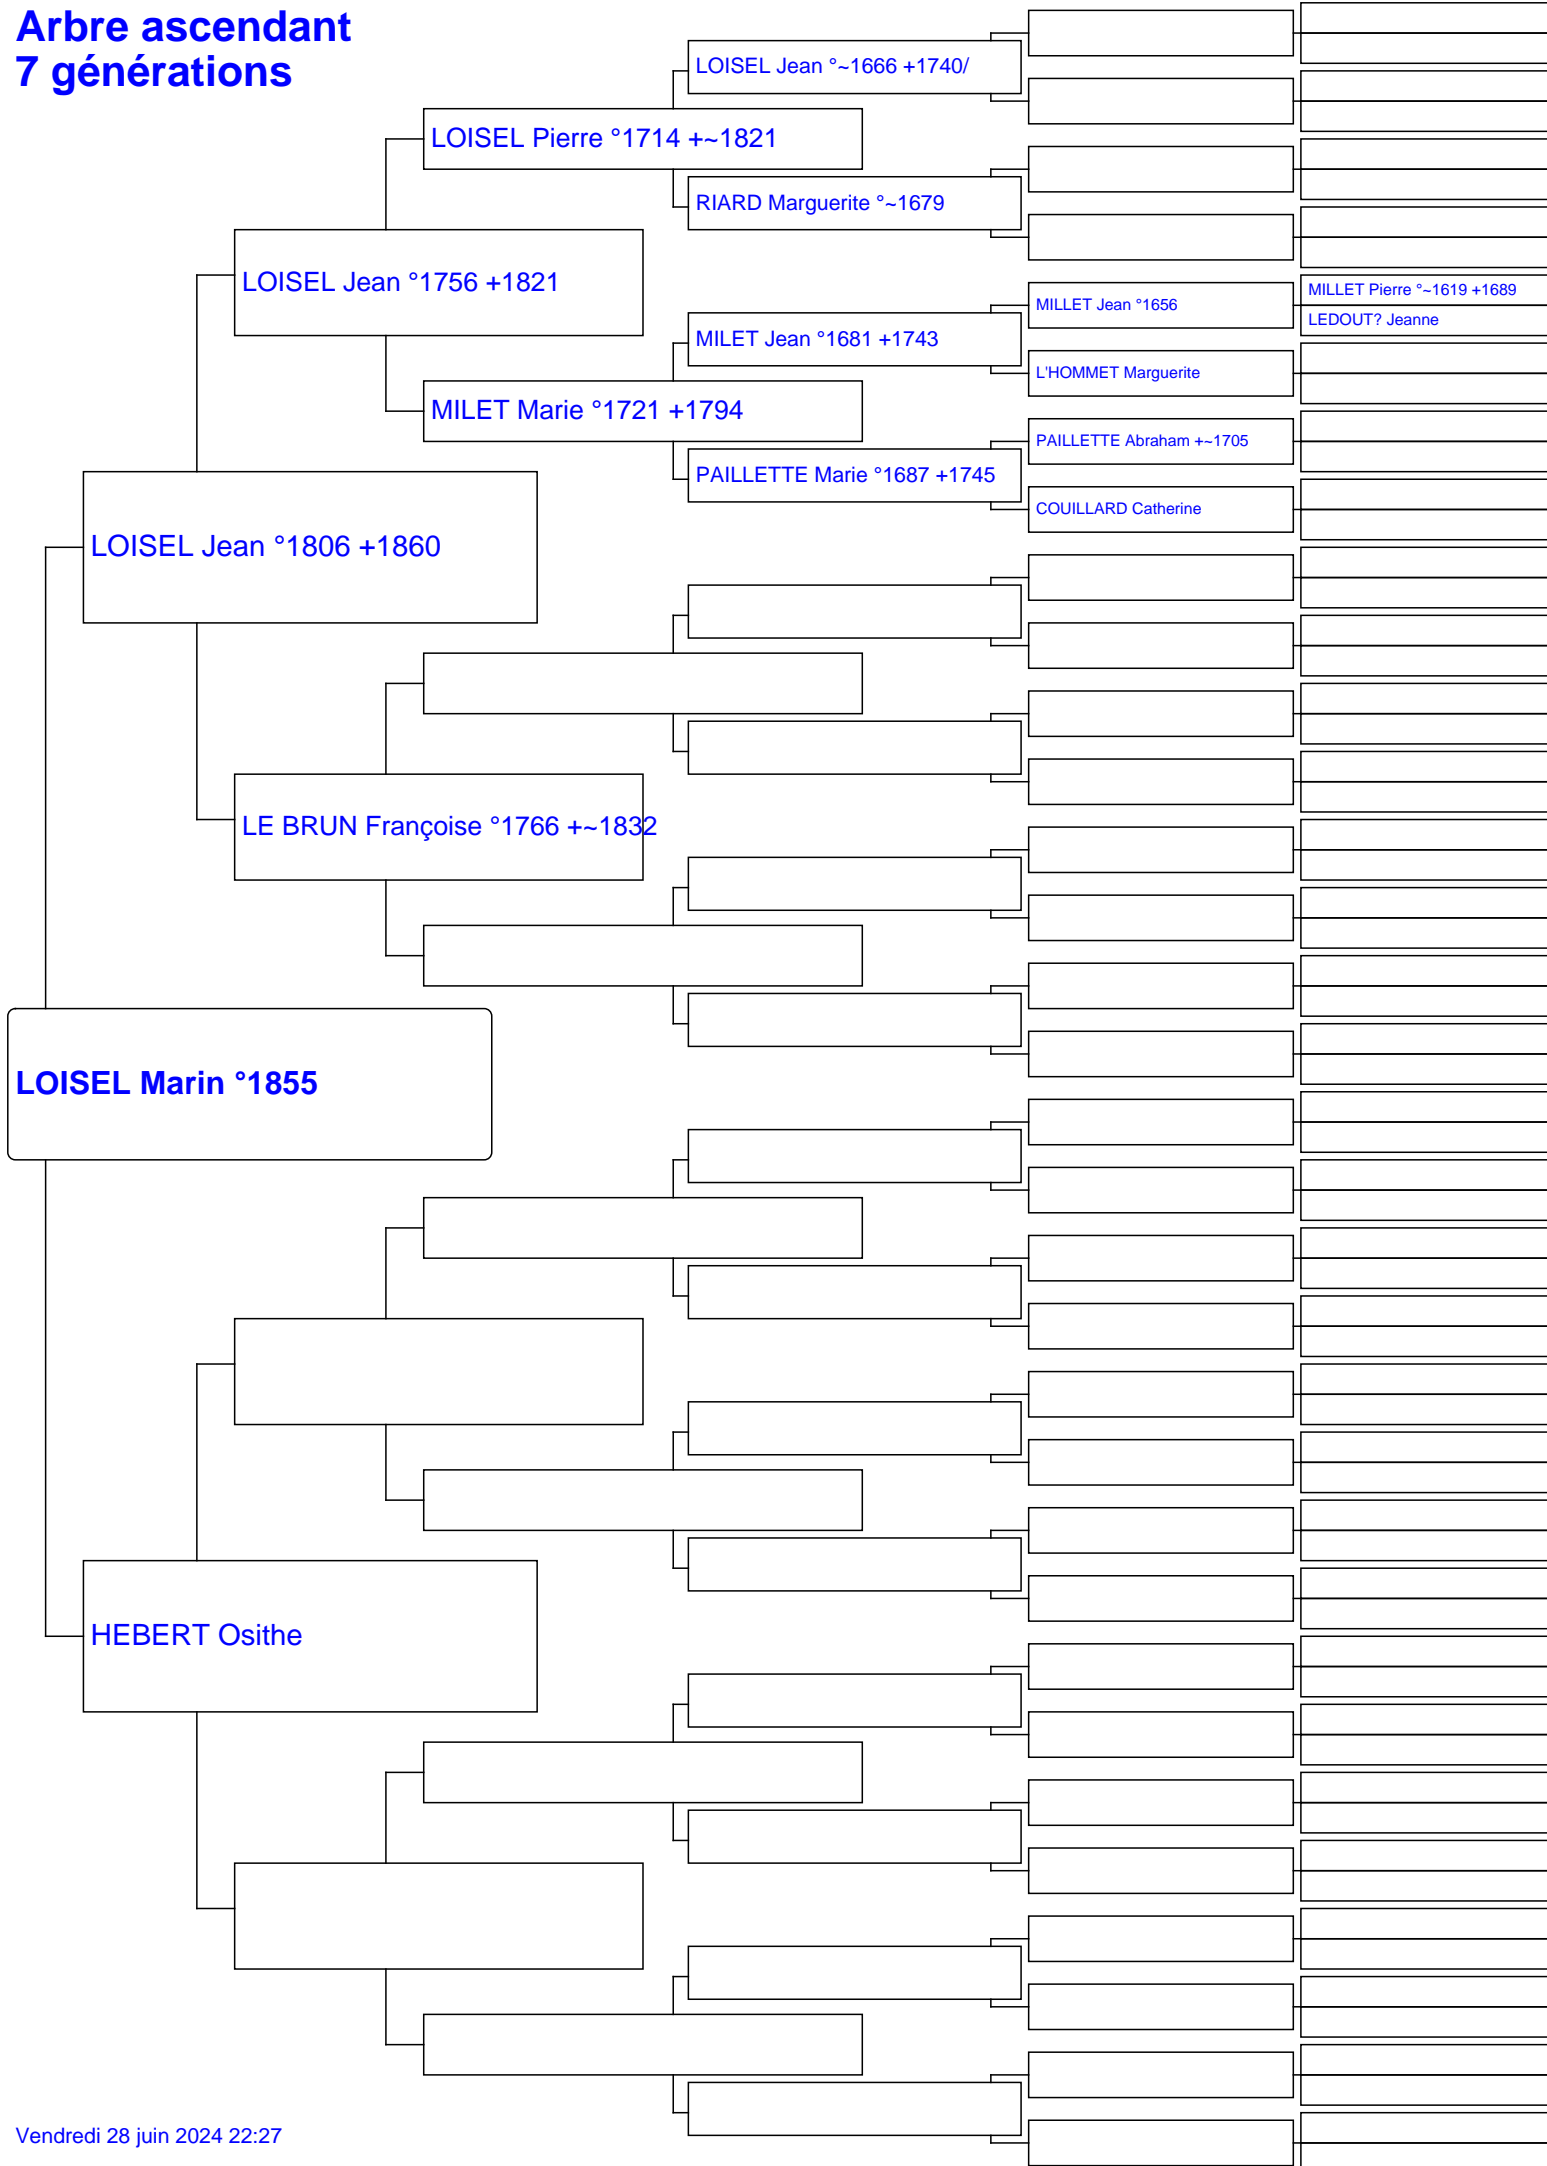 Arbre ascendant
7 générations
LOISEL Jean °~1666 +1740/
LOISEL Pierre °1714 +~1821
RIARD Marguerite °~1679
LOISEL Jean °1756 +1821
MILLET Jean °1656
MILLET Pierre °~1619 +1689
LEDOUT? Jeanne
MILET Jean °1681 +1743
L'HOMMET Marguerite
MILET Marie °1721 +1794
PAILLETTE Abraham +~1705
PAILLETTE Marie °1687 +1745
COUILLARD Catherine
LOISEL Jean °1806 +1860
LE BRUN Françoise °1766 +~1832
LOISEL Marin °1855
HEBERT Osithe
Vendredi 28 juin 2024 22:27